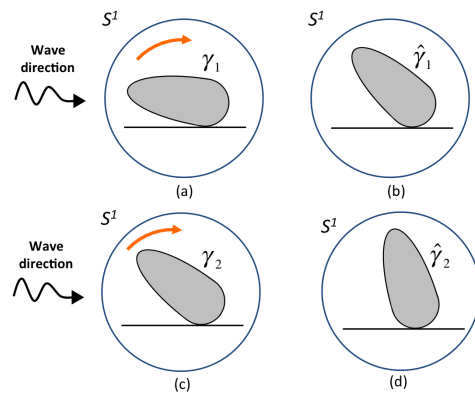 S¹ S¹
Wave
direction
γ₁ γ̂₁
(a) (b)
S¹ S¹
Wave
direction
γ₂ γ̂₂
(c) (d)